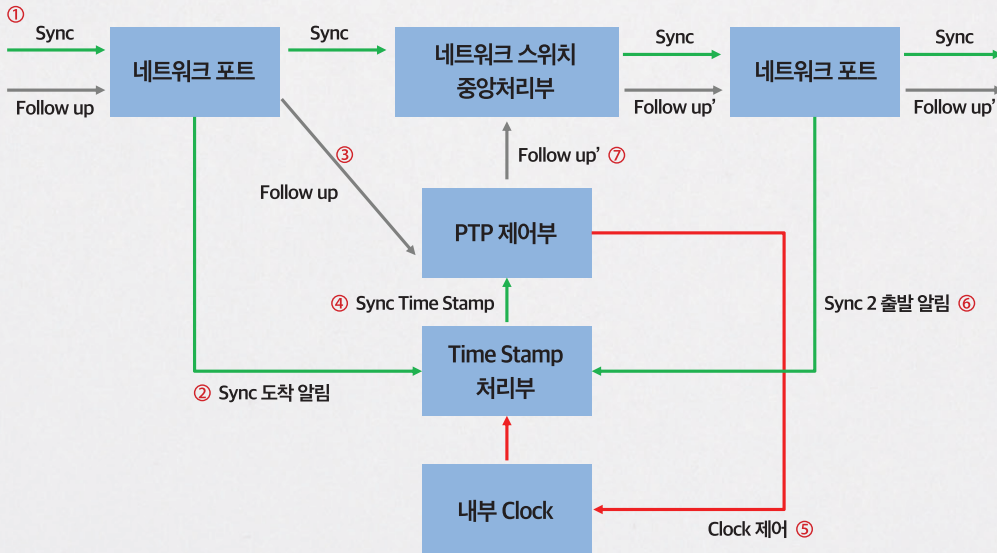 ①
Sync
Sync
Sync
Sync
네트워크 포트
네트워크 스위치
중앙처리부
네트워크 포트
Follow up
Follow up’
Follow up’
③
Follow up
Follow up’ ⑦
PTP 제어부
④ Sync Time Stamp
Sync 2 출발 알림 ⑥
Time Stamp
처리부
② Sync 도착 알림
내부 Clock
Clock 제어 ⑤